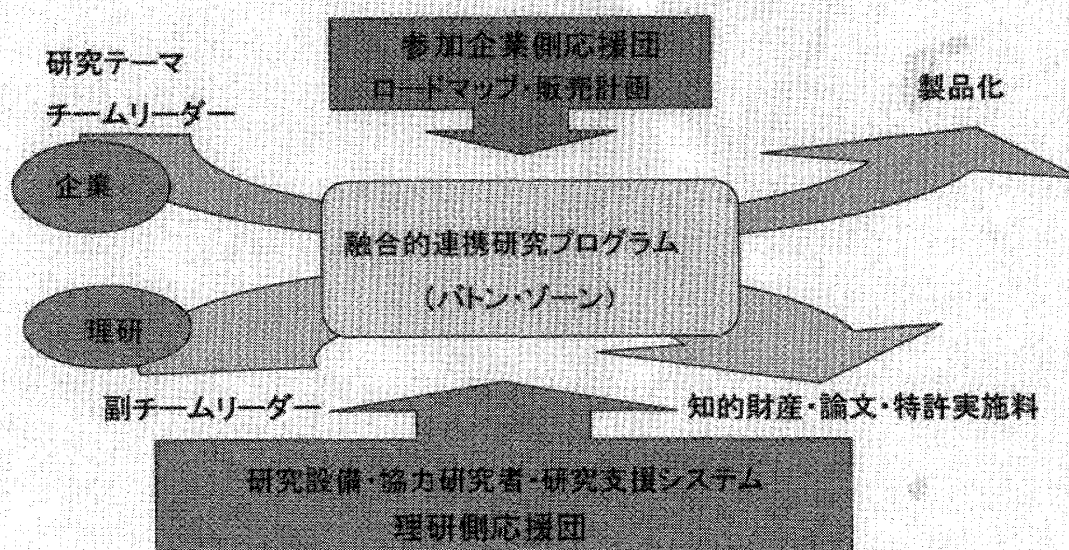 参加企業側応援団
ロードマップ・販売計画
研究テーマ
チームリーダー
製品化
企業
融合的連携研究プログラム
(バトン・ゾーン)
理研
副チームリーダー
知的財産・論文・特許実施料
研究設備・協力研究者・研究支援システム
理研側応援団